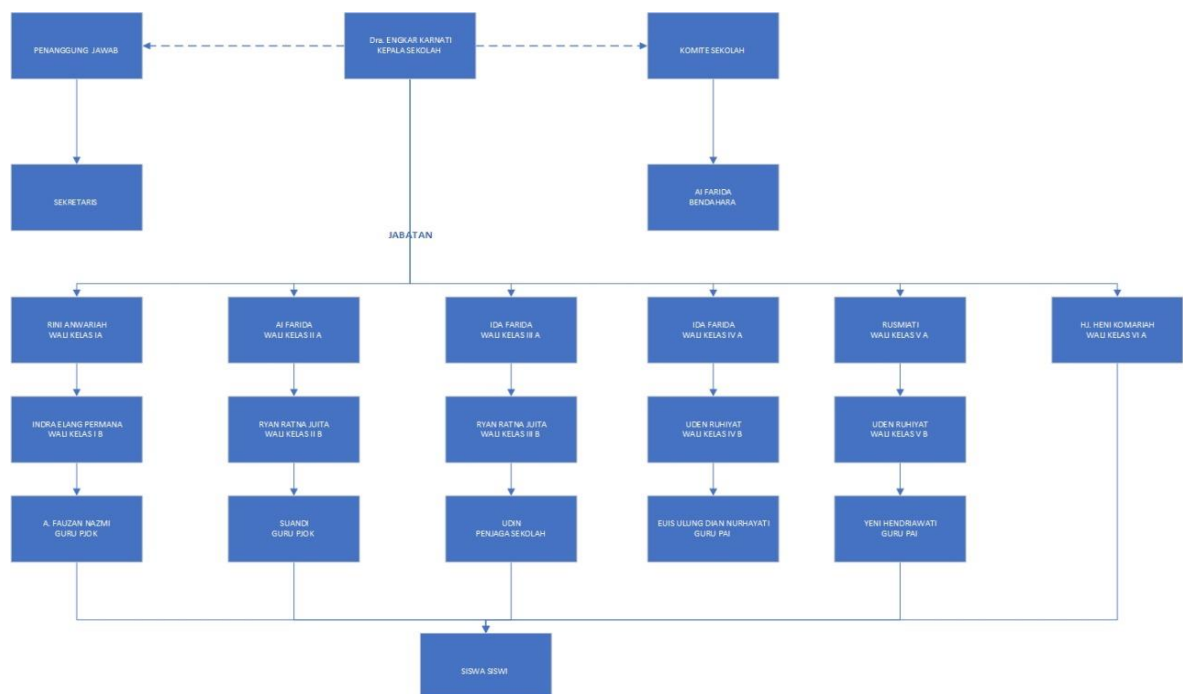 PENANGGUNG JAWAB
Dra. ENGKAR KARNATI
KEPALA SEKOLAH
KOMITE SEKOLAH
SEKRETARIS
AI FARIDA
BENDAHARA
JABATAN
RINI ANWARIAH
WALI KELAS IA
AI FARIDA
WALI KELAS II A
IDA FARIDA
WALI KELAS III A
IDA FARIDA
WALI KELAS IV A
RUSMIATI
WALI KELAS V A
HJ. HENI KOMARIAH
WALI KELAS VI A
INDRA ELANG PERMANA
WALI KELAS I B
RYAN RATNA JUITA
WALI KELAS II B
RYAN RATNA JUITA
WALI KELAS III B
UDEN RUHIYAT
WALI KELAS IV B
UDEN RUHIYAT
WALI KELAS V B
A. FAUZAN NAZMI
GURU PJOK
SUANDI
GURU PJOK
UDIN
PENJAGA SEKOLAH
EUIS ULUNG DIAN NURHAYATI
GURU PAI
YENI HENDRIAWATI
GURU PAI
SISWA SISWI